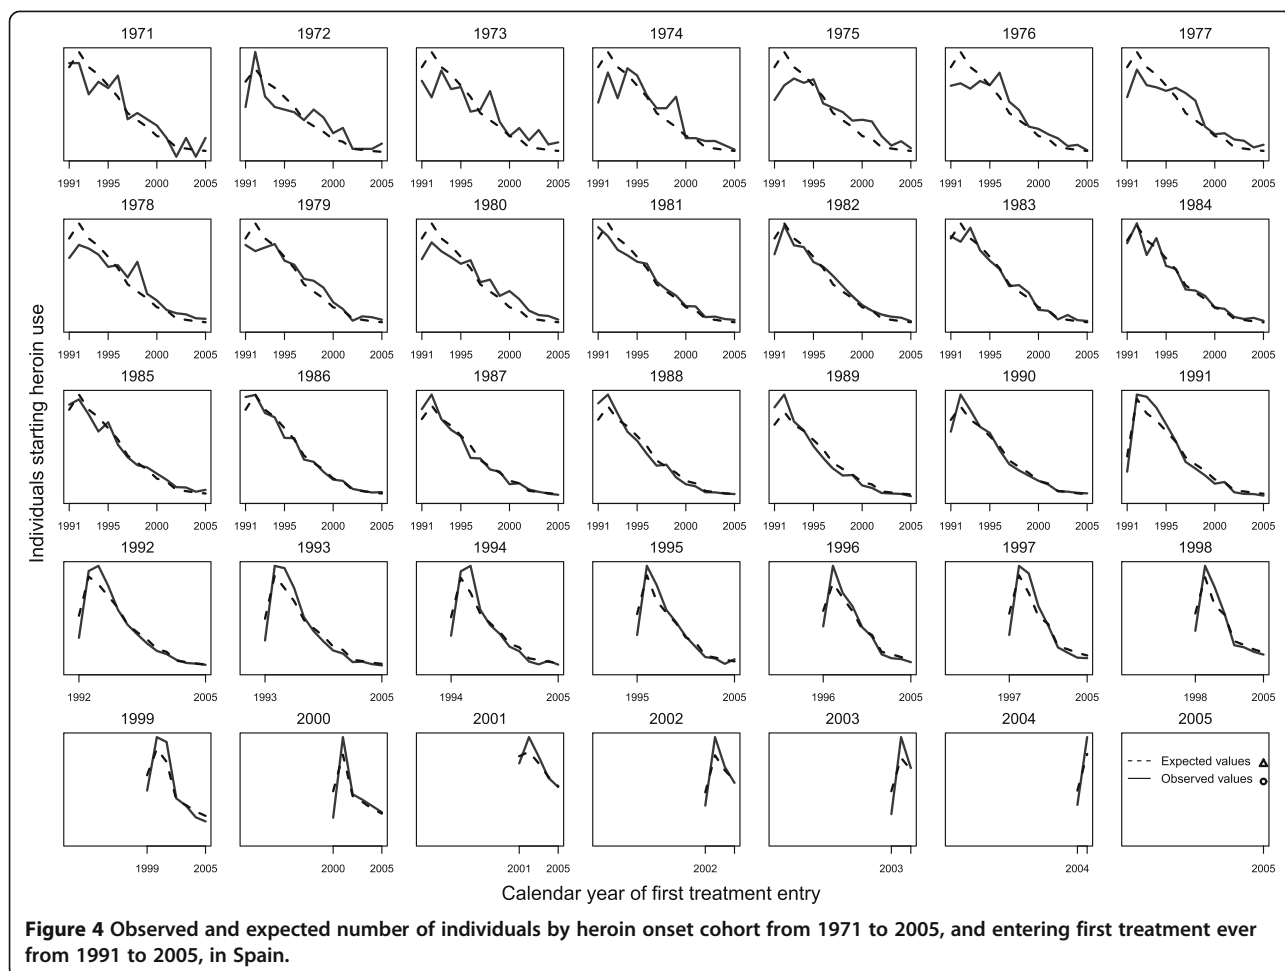 1971 1972 1973 1974 1975 1976 1977
1991 1995 2000 2005 1991 1995 2000 2005 1991 1995 2000 2005 1991 1995 2000 2005 1991 1995 2000 2005 1991 1995 2000 2005 1991 1995 2000 2005
1978 1979 1980 1981 1982 1983 1984
1991 1995 2000 2005 1991 1995 2000 2005 1991 1995 2000 2005 1991 1995 2000 2005 1991 1995 2000 2005 1991 1995 2000 2005 1991 1995 2000 2005
Individuals starting heroin use
1985 1986 1987 1988 1989 1990 1991
1991 1995 2000 2005 1991 1995 2000 2005 1991 1995 2000 2005 1991 1995 2000 2005 1991 1995 2000 2005 1991 1995 2000 2005 1991 1995 2000 2005
1992 1993 1994 1995 1996 1997 1998
1992 2005 1993 2005 1994 2005 1995 2005 1996 2005 1997 2005 1998 2005
1999 2000 2001 2002 2003 2004 2005
Expected values
Observed values
1999 2005 2000 2005 2001 2005 2002 2003 2004 2005
Calendar year of first treatment entry
Figure 4 Observed and expected number of individuals by heroin onset cohort from 1971 to 2005, and entering first treatment ever
from 1991 to 2005, in Spain.